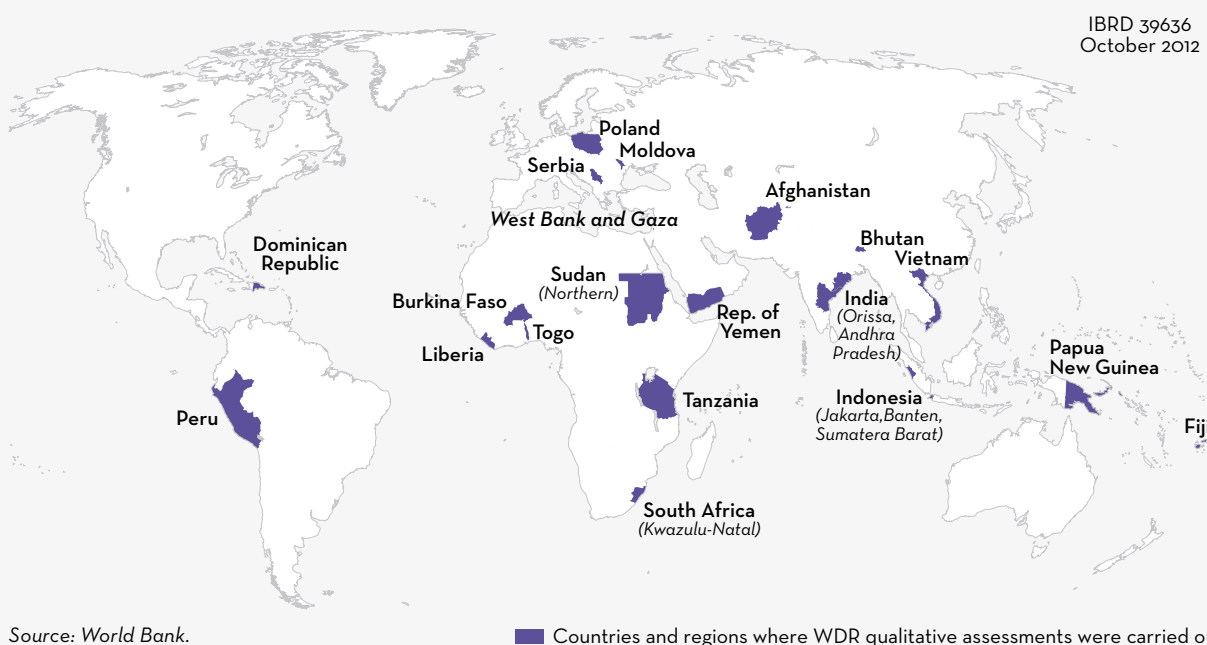 IBRD 39636
October 2012
Poland
Moldova
Serbia
Afghanistan
West Bank and Gaza
Dominican
Republic
Bhutan
Vietnam
Sudan
(Northern)
Burkina Faso
Togo
Liberia
Rep. of
Yemen
India
(Orissa,
Andhra
Pradesh)
Papua
New Guinea
Peru
Tanzania
Indonesia
(Jakarta,Banten,
Sumatera Barat)
Fij
South Africa
(Kwazulu-Natal)
Source: World Bank.
Countries and regions where WDR qualitative assessments were carried o